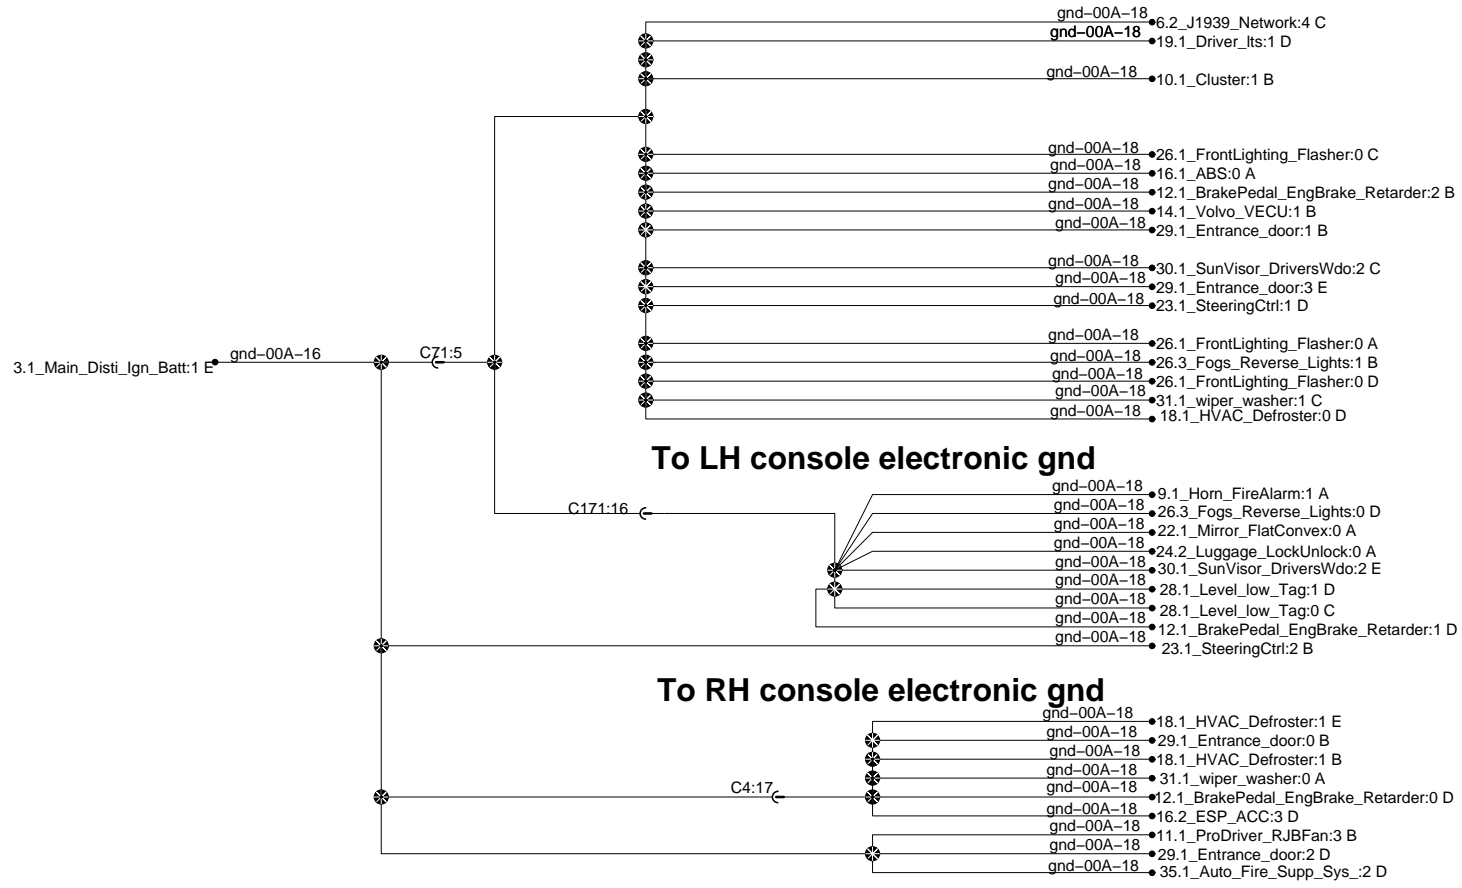 gnd-00A-18 6.2_J1939_Network:4 C
gnd-00A-18 19.1_Driver_lts:1 D
gnd-00A-18 10.1_Cluster:1 B
gnd-00A-18 26.1_FrontLighting_Flasher:0 C
gnd-00A-18 16.1_ABS:0 A
gnd-00A-18 12.1_BrakePedal_EngBrake_Retarder:2 B
gnd-00A-18 14.1_Volvo_VECU:1 B
gnd-00A-18 29.1_Entrance_door:1 B
gnd-00A-18 30.1_SunVisor_DriversWdo:2 C
gnd-00A-18 29.1_Entrance_door:3 E
gnd-00A-18 23.1_SteeringCtrl:1 D
gnd-00A-18 26.1_FrontLighting_Flasher:0 A
3.1_Main_Disti_Ign_Batt:1 E gnd-00A-16 C71:5 gnd-00A-18 26.3_Fogs_Reverse_Lights:1 B
gnd-00A-18 26.1_FrontLighting_Flasher:0 D
gnd-00A-18 31.1_wiper_washer:1 C
gnd-00A-18 18.1_HVAC_Defroster:0 D
To LH console electronic gnd
gnd-00A-18 9.1_Horn_FireAlarm:1 A
C171:16 gnd-00A-18 26.3_Fogs_Reverse_Lights:0 D
gnd-00A-18 22.1_Mirror_FlatConvex:0 A
gnd-00A-18 24.2_Luggage_LockUnlock:0 A
gnd-00A-18 30.1_SunVisor_DriversWdo:2 E
gnd-00A-18 28.1_Level_low_Tag:1 D
gnd-00A-18 28.1_Level_low_Tag:0 C
gnd-00A-18 12.1_BrakePedal_EngBrake_Retarder:1 D
gnd-00A-18 23.1_SteeringCtrl:2 B
To RH console electronic gnd
gnd-00A-18 18.1_HVAC_Defroster:1 E
gnd-00A-18 29.1_Entrance_door:0 B
gnd-00A-18 18.1_HVAC_Defroster:1 B
gnd-00A-18 31.1_wiper_washer:0 A
C4:17 gnd-00A-18 12.1_BrakePedal_EngBrake_Retarder:0 D
gnd-00A-18 16.2_ESP_ACC:3 D
gnd-00A-18 11.1_ProDriver_RJBFan:3 B
gnd-00A-18 29.1_Entrance_door:2 D
gnd-00A-18 35.1_Auto_Fire_Supp_Sys_:2 D